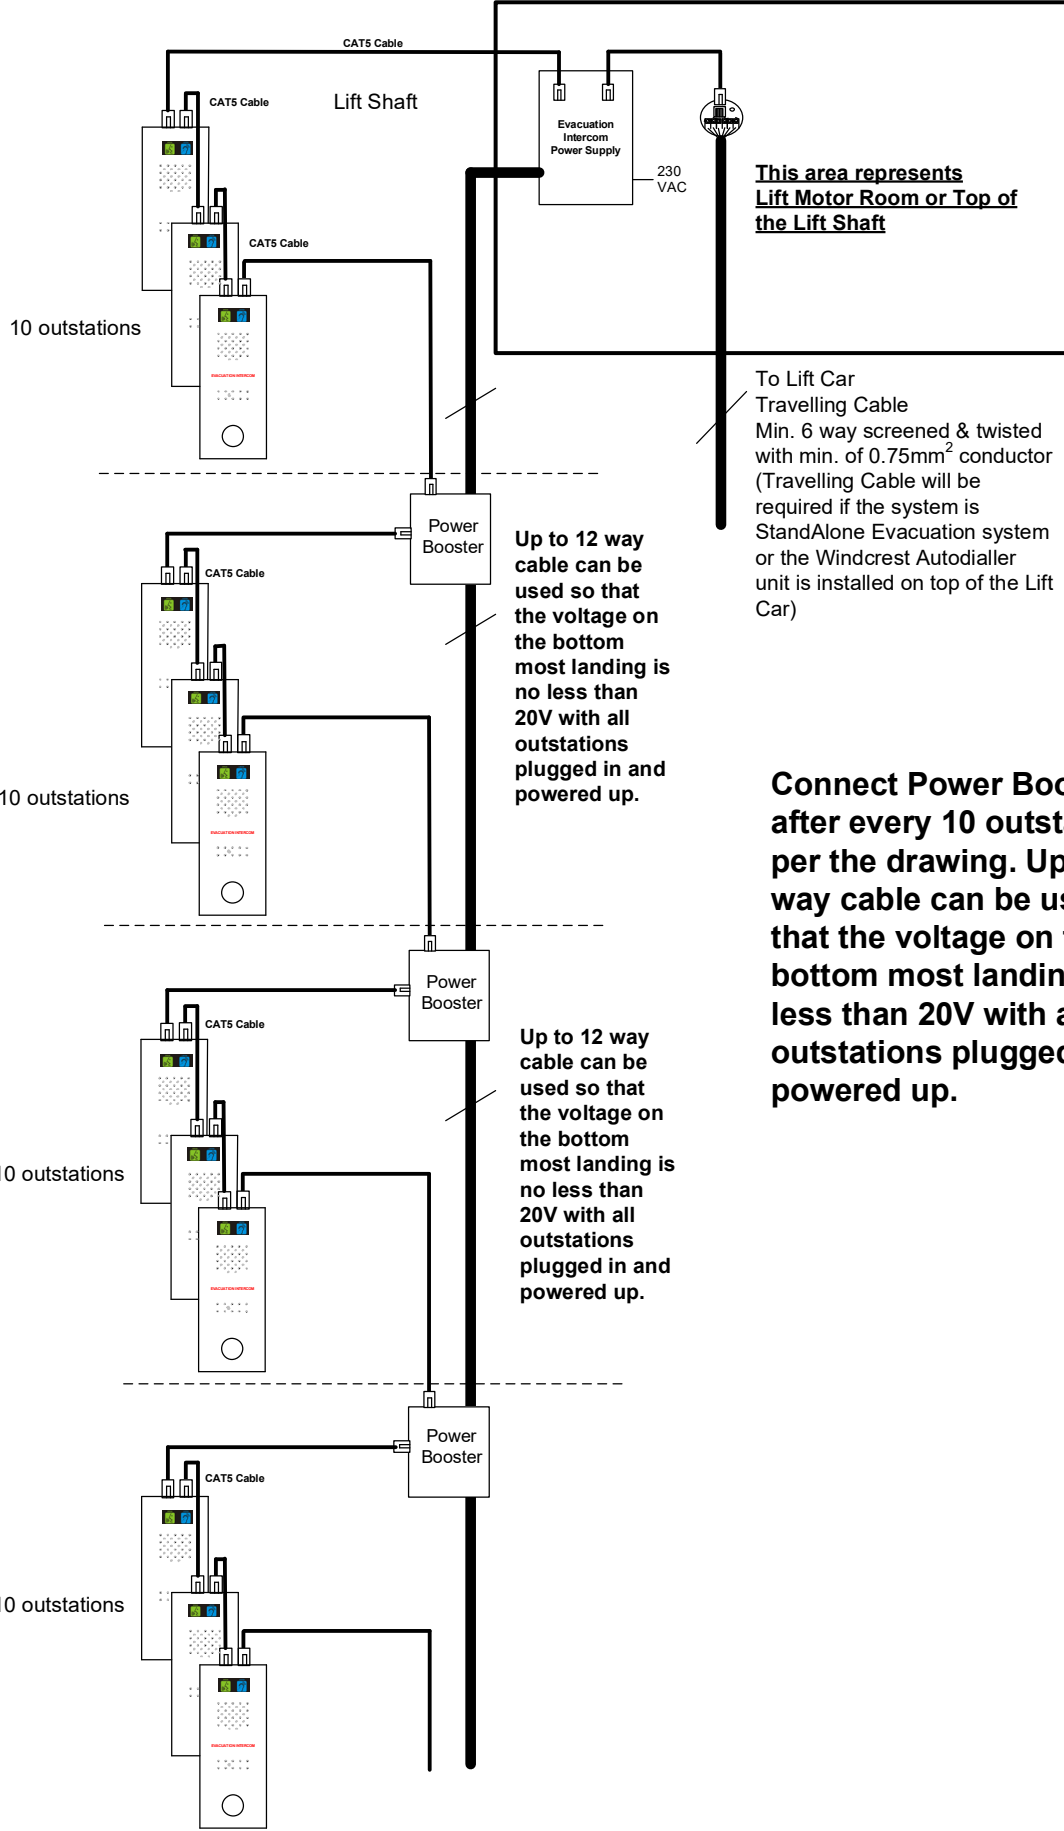 CAT5 Cable
CAT5 Cable
Lift Shaft
Evacuation
Intercom
Power Supply
230
VAC
This area represents
Lift Motor Room or Top of
the Lift Shaft
CAT5 Cable
10 outstations
EVACUATION INTERCOM
To Lift Car
Travelling Cable
Min. 6 way screened & twisted
with min. of 0.75mm² conductor
(Travelling Cable will be
required if the system is
StandAlone Evacuation system
or the Windcrest Autodialler
unit is installed on top of the Lift
Car)
Power
Booster
CAT5 Cable
Up to 12 way
cable can be
used so that
the voltage on
the bottom
most landing is
no less than
20V with all
outstations
plugged in and
powered up.
10 outstations
EVACUATION INTERCOM
Connect Power Boo
after every 10 outst
per the drawing. Up
way cable can be us
that the voltage on
bottom most landin
less than 20V with a
outstations plugged
powered up.
Power
Booster
CAT5 Cable
Up to 12 way
cable can be
used so that
the voltage on
the bottom
most landing is
no less than
20V with all
outstations
plugged in and
powered up.
10 outstations
EVACUATION INTERCOM
Power
Booster
CAT5 Cable
10 outstations
EVACUATION INTERCOM